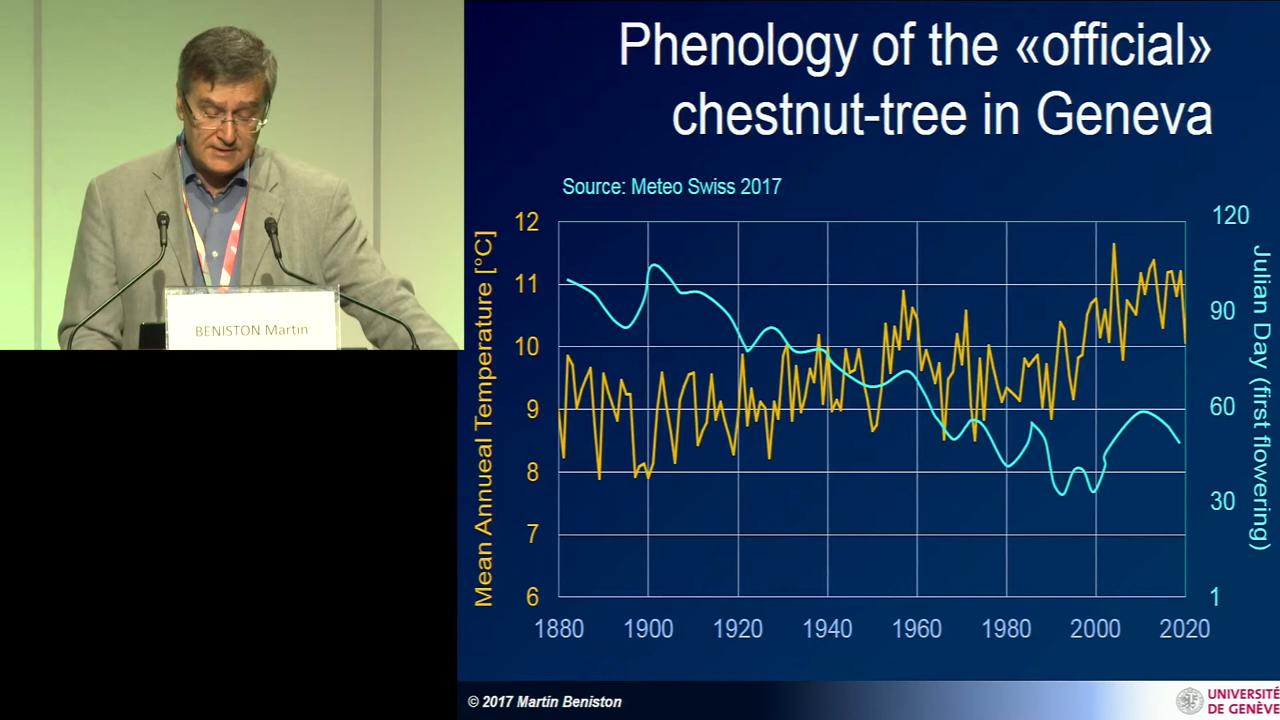 Phenology of the «official»
chestnut-tree in Geneva
Source: Meteo Swiss 2017
Mean Annueal Temperature [°C]
12
11
10
9
8
7
6
120
90
60
30
1
Julian Day (first flowering)
1880 1900 1920 1940 1960 1980 2000 2020
BENISTON Martin
© 2017 Martin Beniston
UNIVERSITÉ
DE GENÈVE